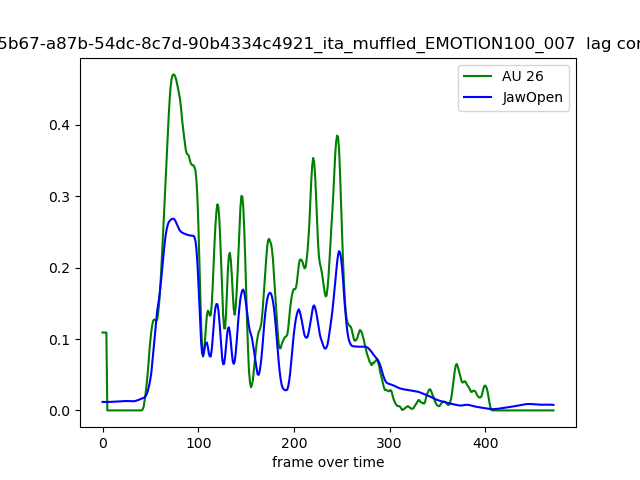 5b67-a87b-54dc-8c7d-90b4334c4921_ita_muffled_EMOTION100_007 lag cor
AU 26
JawOpen
0.4
0.3
0.2
0.1
0.0
0 100 200 300 400
frame over time